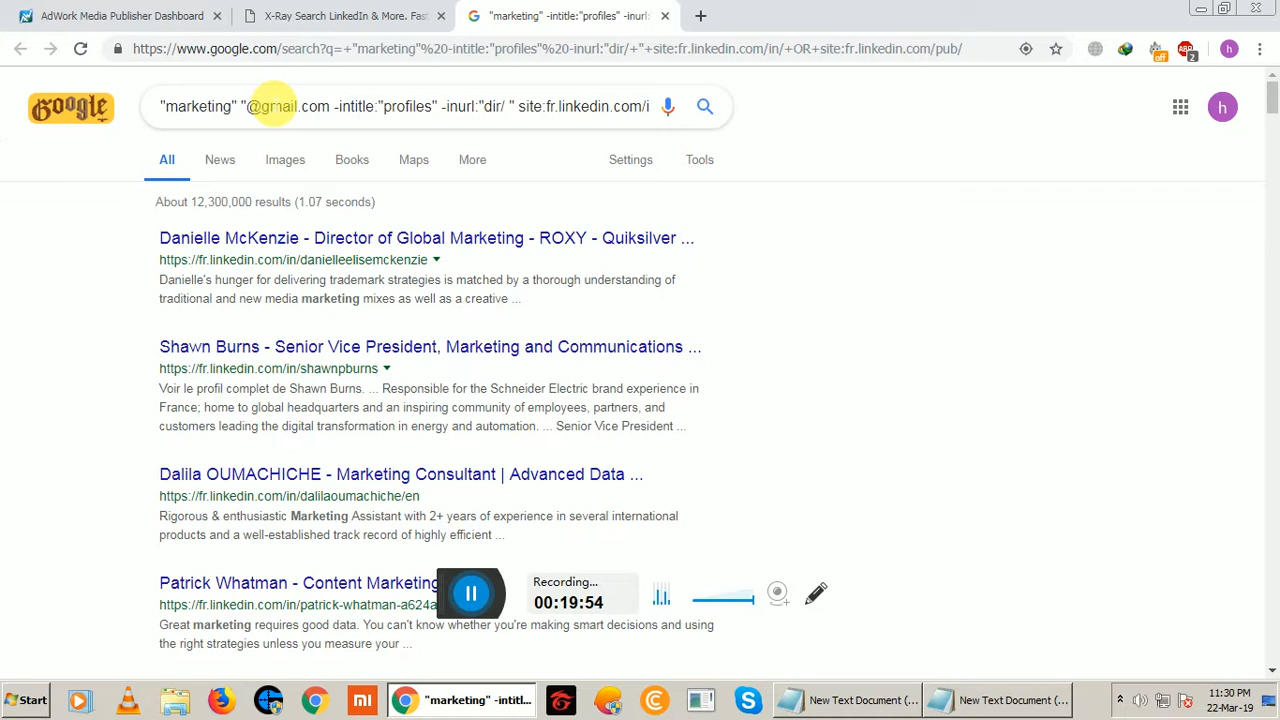 AdWork Media Publisher Dashboard
X-Ray Search LinkedIn & More. Fast
"marketing" -intitle:"profiles" -inurl:
https://www.google.com/search?q=+"marketing"%20-intitle:"profiles"%20-inurl:"dir/+"+site:fr.linkedin.com/in/+OR+site:fr.linkedin.com/pub/
off
ABP
2
h
Google
"marketing" "@gmail.com -intitle:"profiles" -inurl:"dir/ " site:fr.linkedin.com/i
h
All News Images Books Maps More Settings Tools
About 12,300,000 results (1.07 seconds)
Danielle McKenzie - Director of Global Marketing - ROXY - Quiksilver ...
https://fr.linkedin.com/in/danielleelisemckenzie
Danielle's hunger for delivering trademark strategies is matched by a thorough understanding of
traditional and new media marketing mixes as well as a creative ...
Shawn Burns - Senior Vice President, Marketing and Communications ...
https://fr.linkedin.com/in/shawnpburns
Voir le profil complet de Shawn Burns. ... Responsible for the Schneider Electric brand experience in
France; home to global headquarters and an inspiring community of employees, partners, and
customers leading the digital transformation in energy and automation. ... Senior Vice President ...
Dalila OUMACHICHE - Marketing Consultant | Advanced Data ...
https://fr.linkedin.com/in/dalilaoumachiche/en
Rigorous & enthusiastic Marketing Assistant with 2+ years of experience in several international
products and a well-established track record of highly efficient ...
Patrick Whatman - Content Marketing
https://fr.linkedin.com/in/patrick-whatman-a624a
Great marketing requires good data. You can't know whether you're making smart decisions and using
the right strategies unless you measure your ...
Recording...
00:19:54
Start
mi
"marketing" -intitl...
New Text Document (...
New Text Document (...
11:30 PM
22-Mar-19